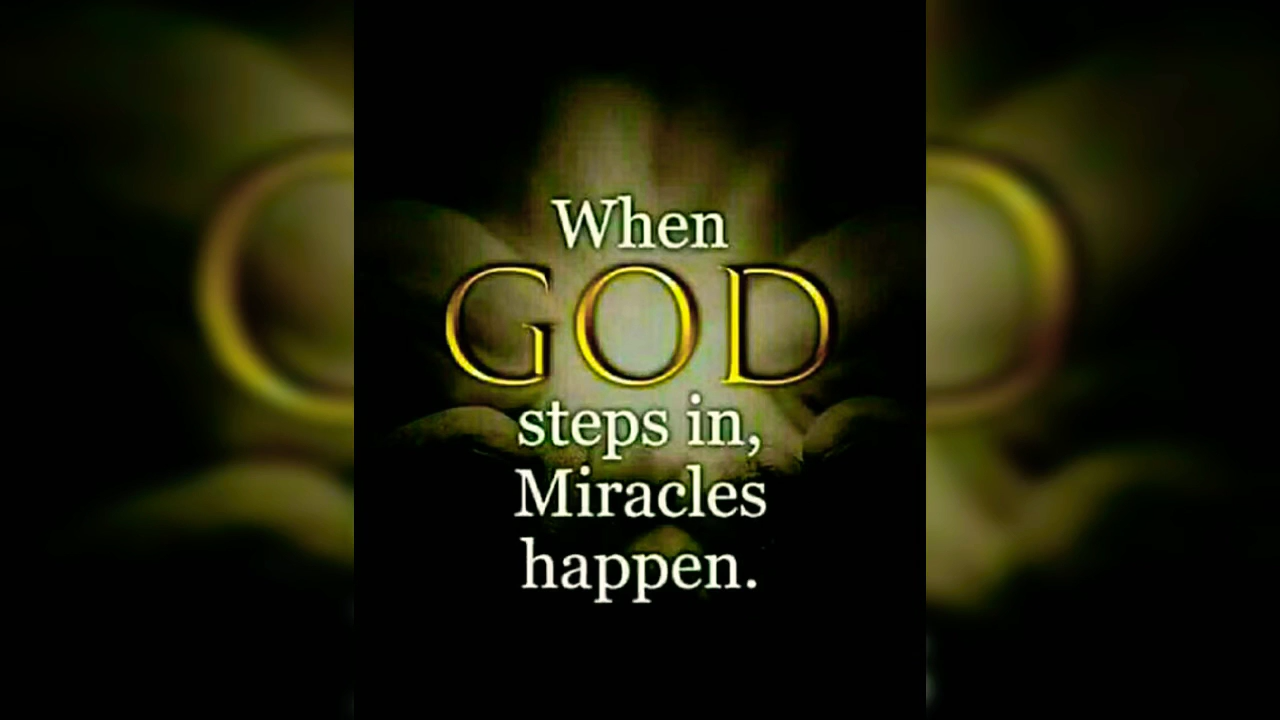 When
GOD
steps in,
Miracles
happen.